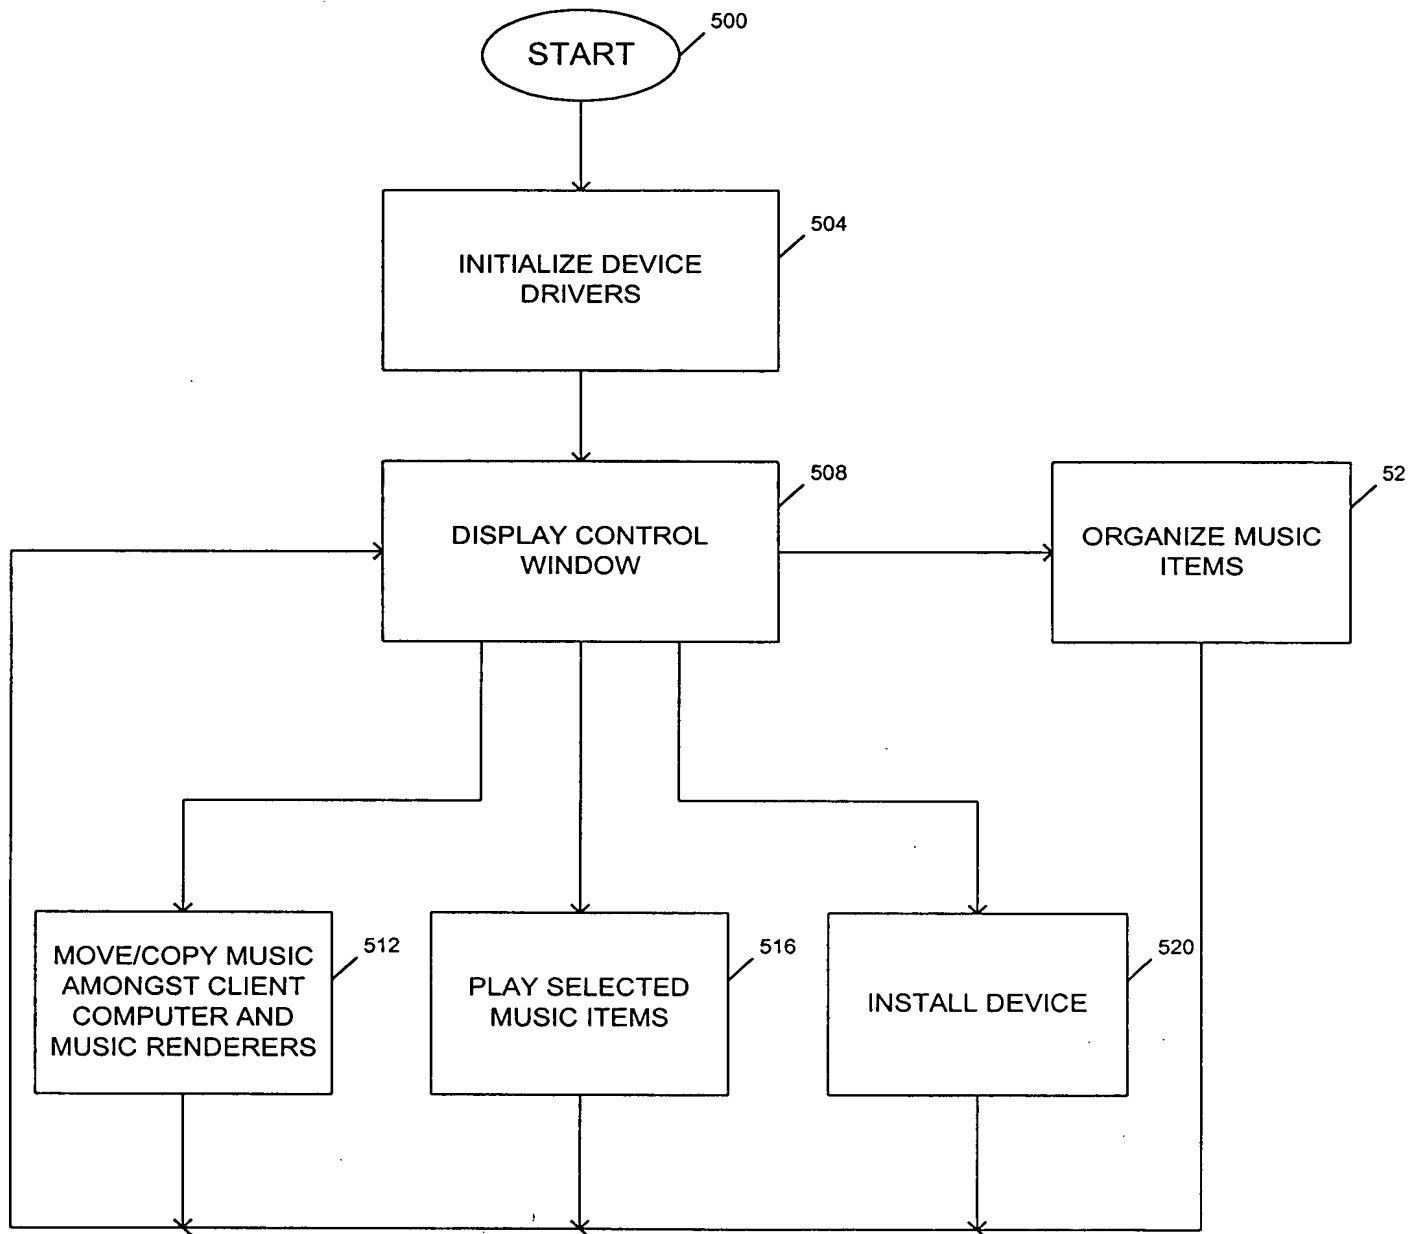 500
START
504
INITIALIZE DEVICE
DRIVERS
508
DISPLAY CONTROL
WINDOW
52
ORGANIZE MUSIC
ITEMS
512
MOVE/COPY MUSIC
AMONGST CLIENT
COMPUTER AND
MUSIC RENDERERS
516
PLAY SELECTED
MUSIC ITEMS
520
INSTALL DEVICE